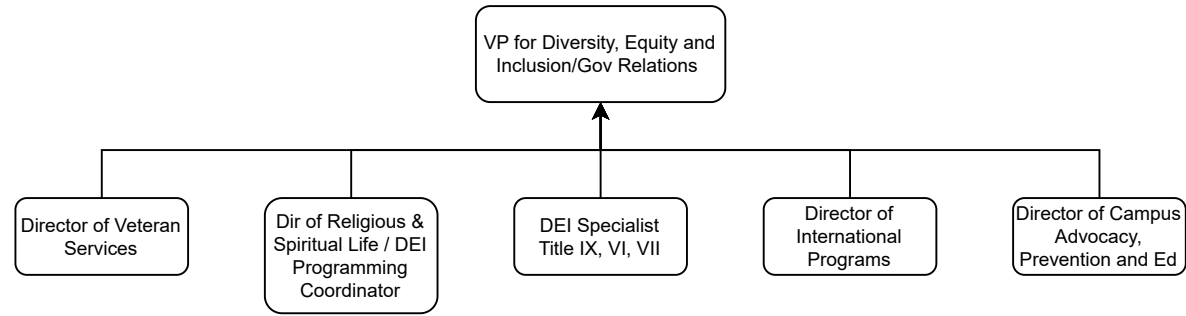 VP for Diversity, Equity and
Inclusion/Gov Relations
Director of Veteran
Services
Dir of Religious &
Spiritual Life / DEI
Programming
Coordinator
DEI Specialist
Title IX, VI, VII
Director of
International
Programs
Director of Campus
Advocacy,
Prevention and Ed